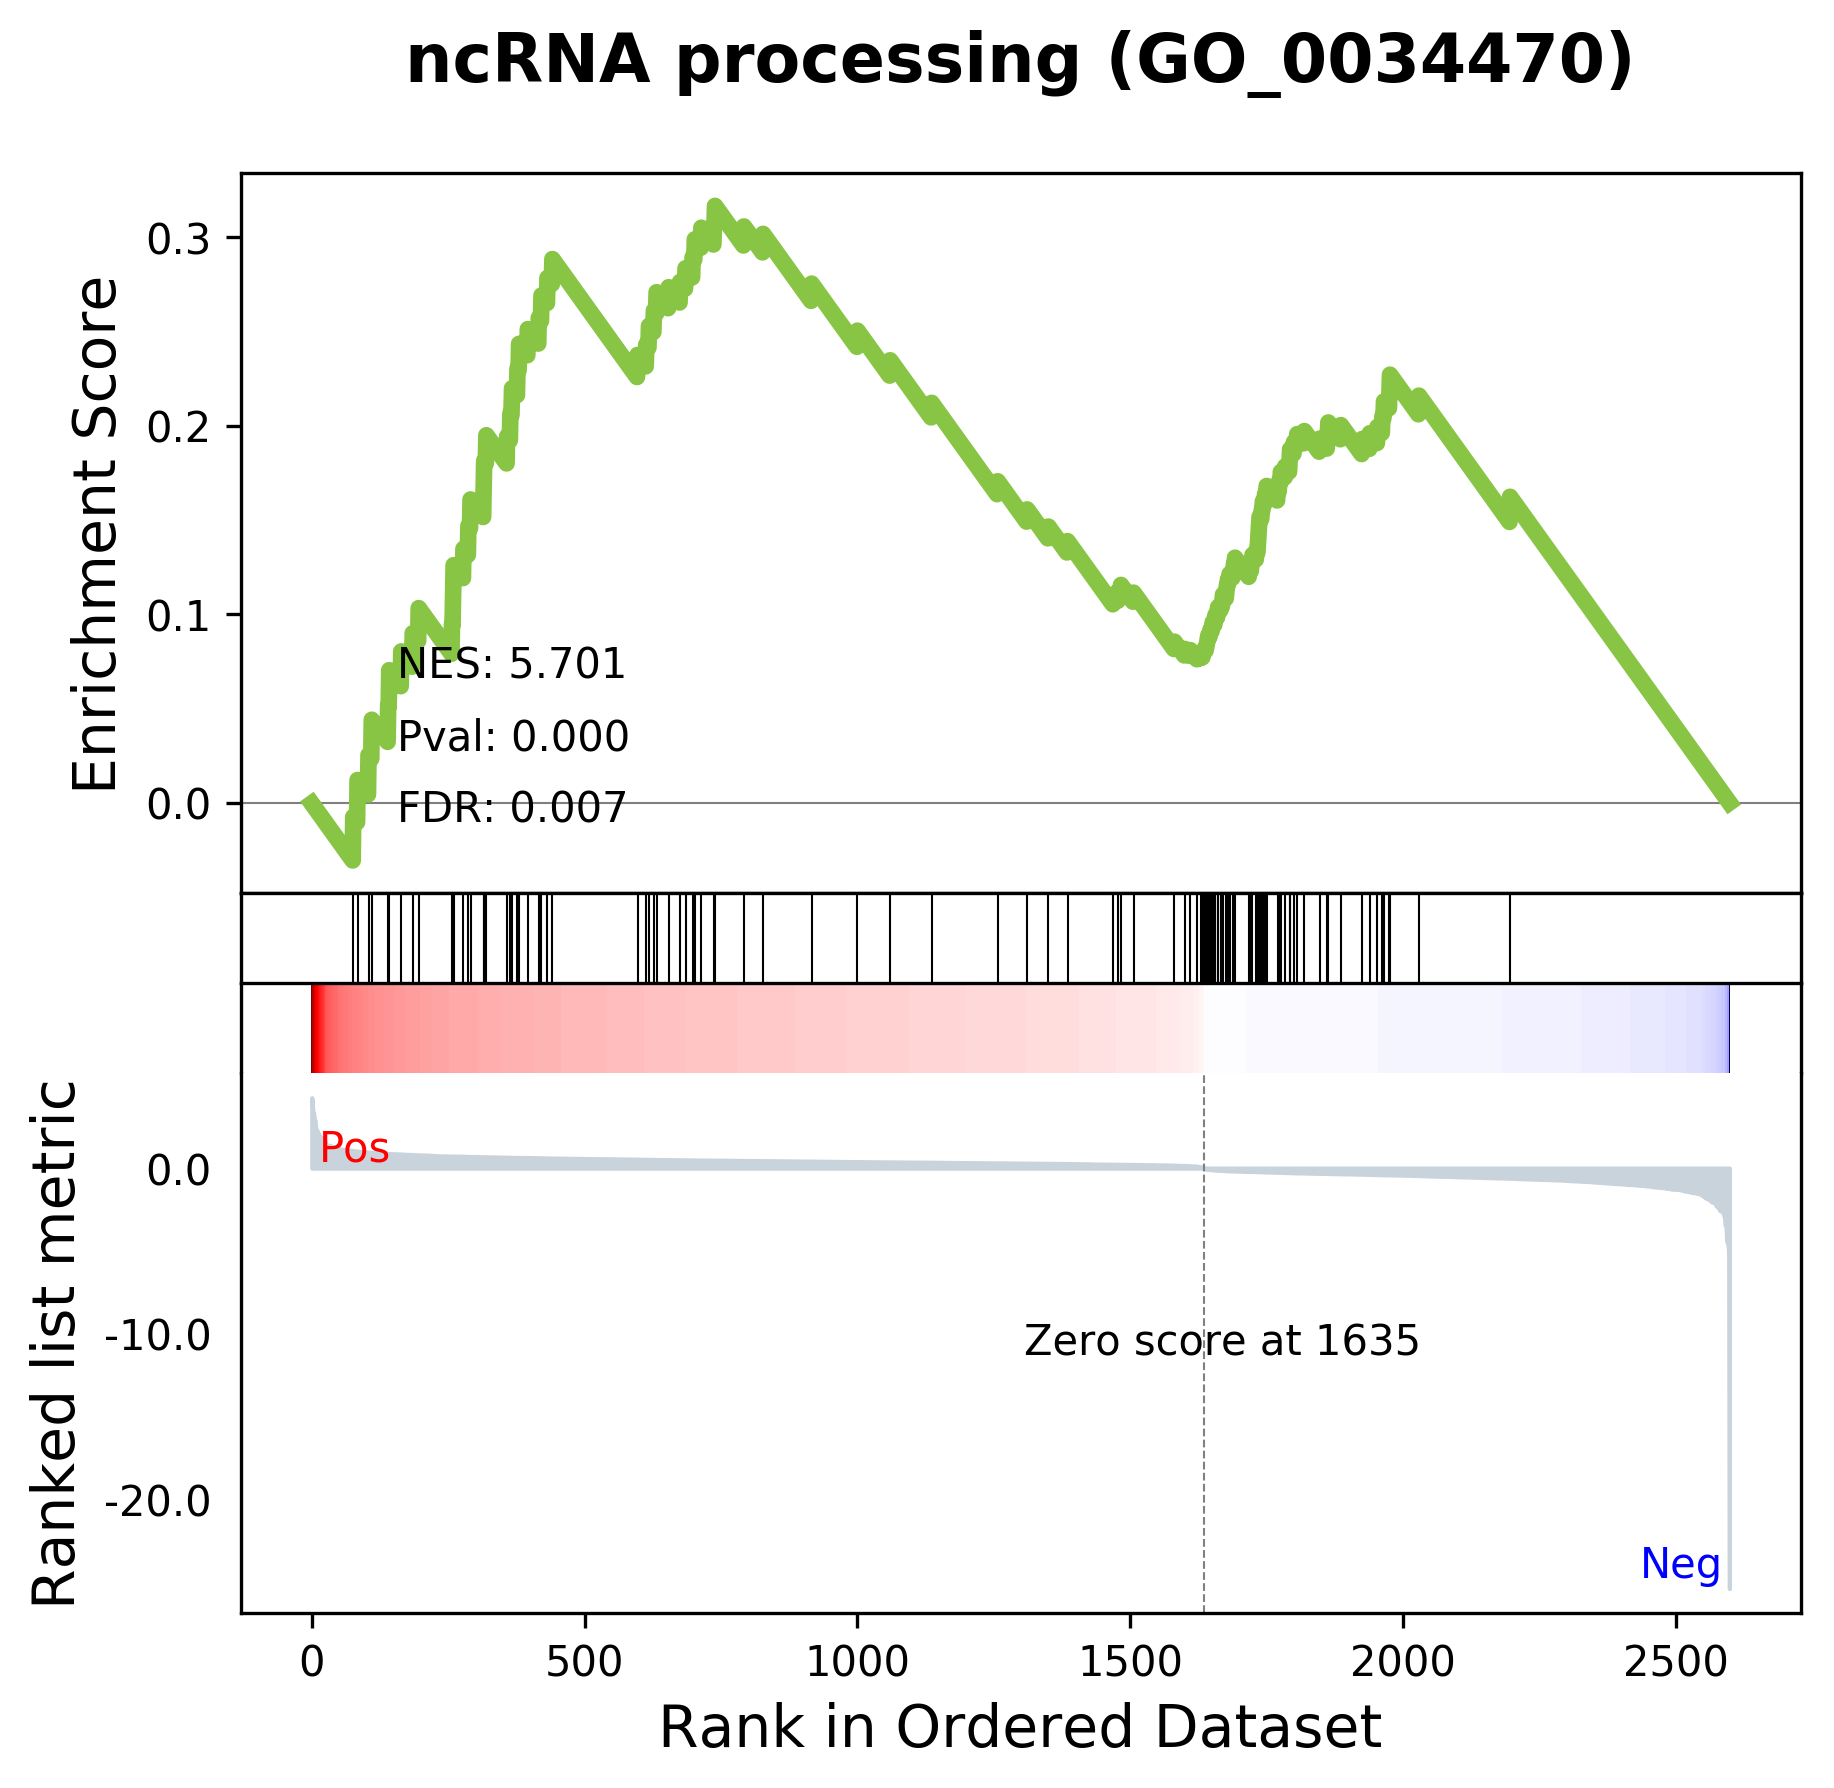 ncRNA processing (GO_0034470)
Enrichment Score
0.3
0.2
0.1
0.0
NES: 5.701
Pval: 0.000
FDR: 0.007
Ranked list metric
0.0
-10.0
-20.0
Pos
Zero score at 1635
Neg
0 500 1000 1500 2000 2500
Rank in Ordered Dataset